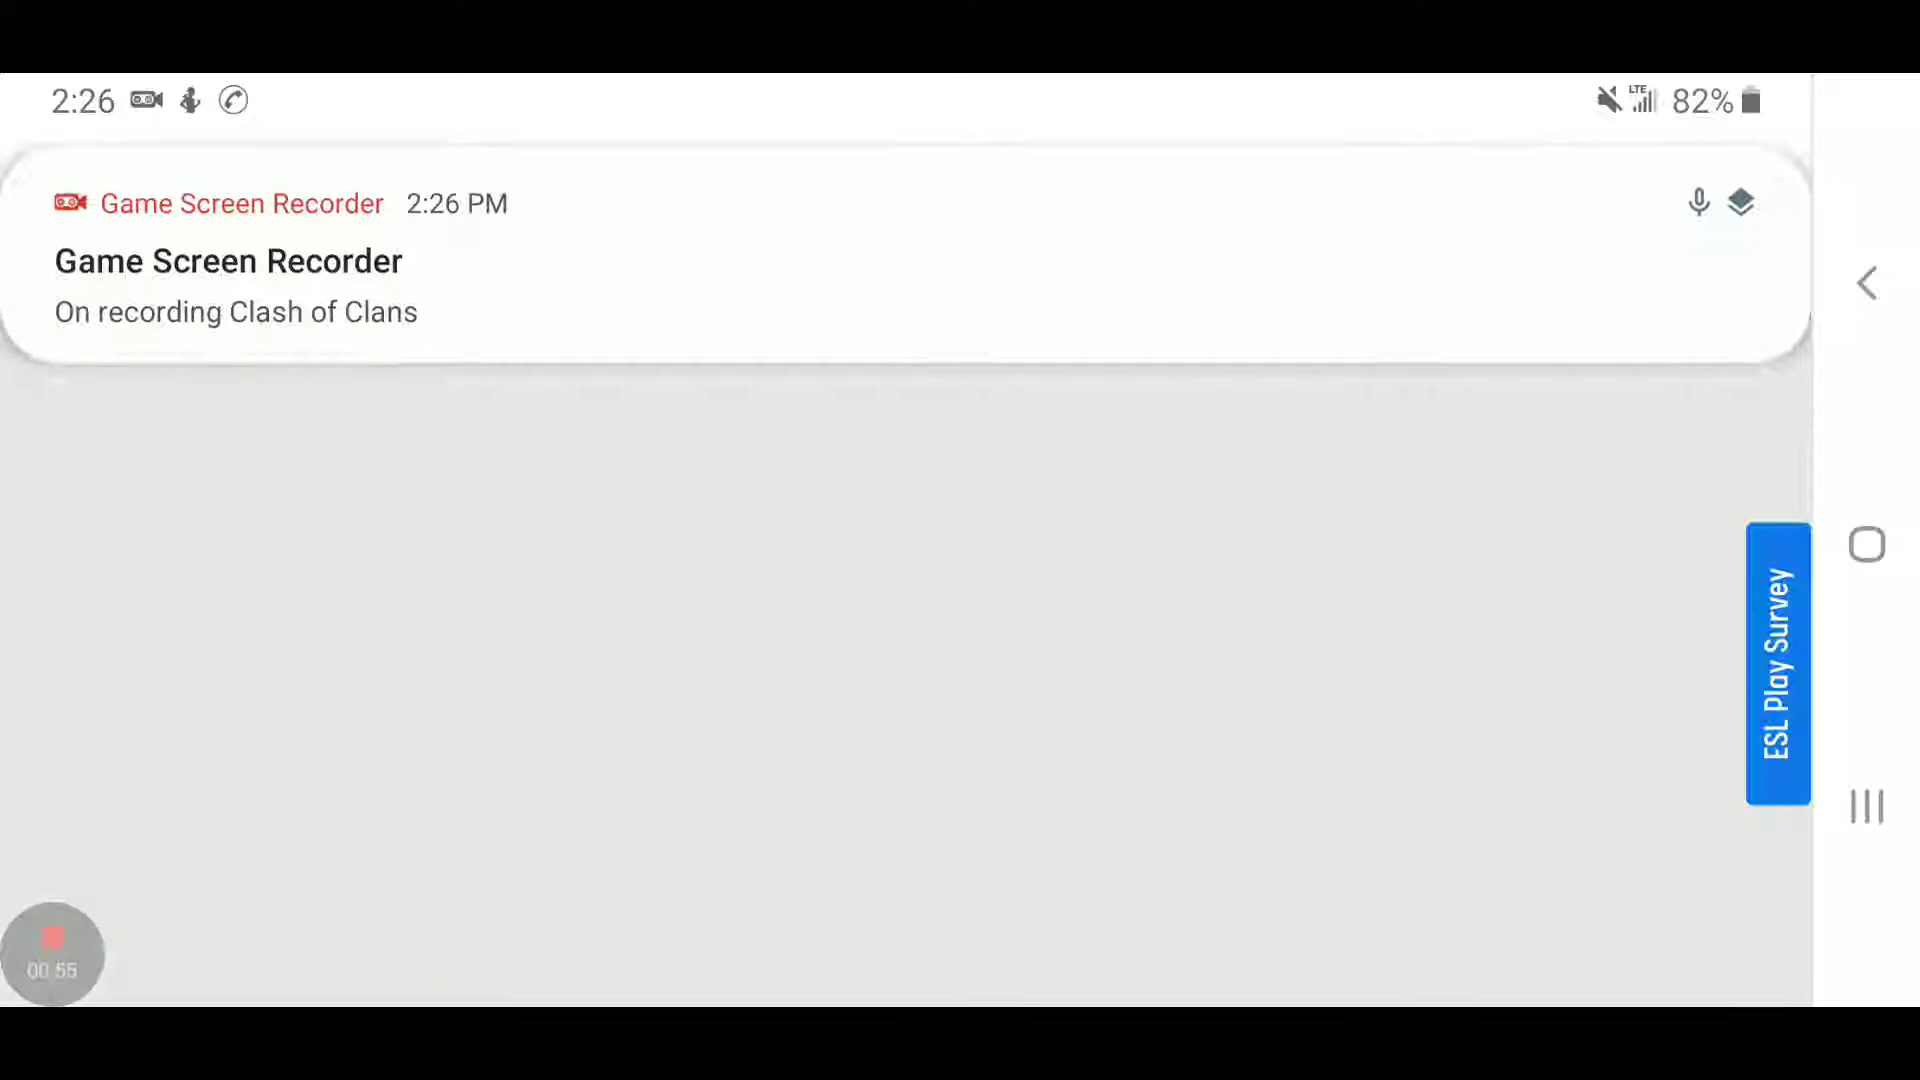 2:26
LTE
82%
Game Screen Recorder 2:26 PM
Game Screen Recorder
On recording Clash of Clans
ESL Play Survey
00:55